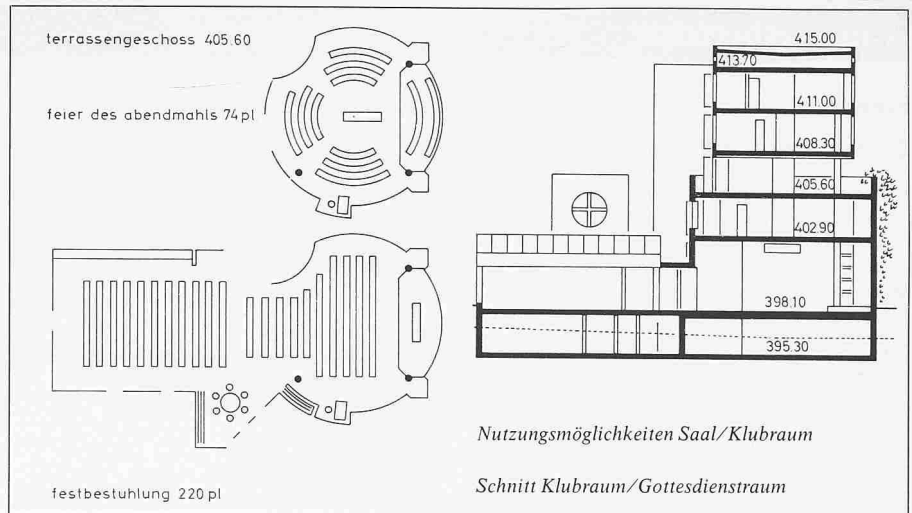 terrassengeschoss 405.60
feier des abendmahls 74 pl
festbestuhlung 220 pl
415.00
413.70
411.00
408.30
405.60
402.90
398.10
395.30
Nutzungsmöglichkeiten Saal/Klubraum
Schnitt Klubraum/Gottesdienstraum